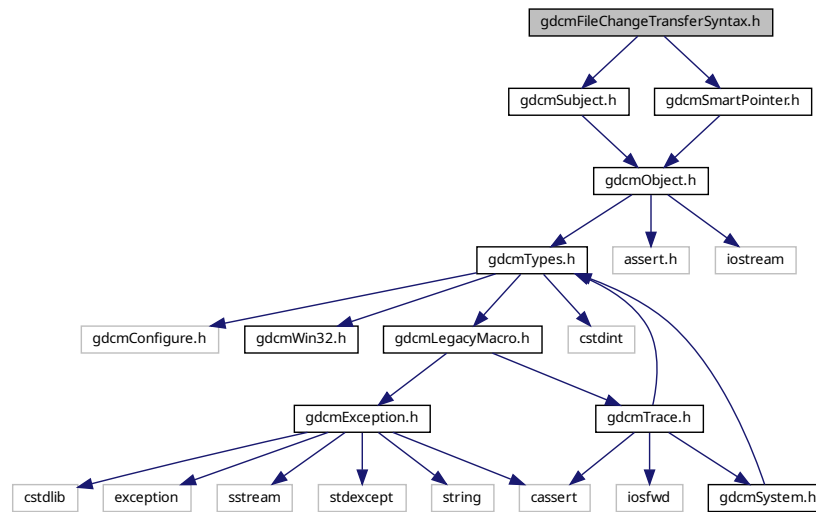 gdcmFileChangeTransferSyntax.h
gdcmSubject.h
gdcmSmartPointer.h
gdcmObject.h
gdcmTypes.h
assert.h
iostream
gdcmConfigure.h
gdcmWin32.h
gdcmLegacyMacro.h
cstdint
gdcmException.h
gdcmTrace.h
cstdlib
exception
sstream
stdexcept
string
cassert
iosfwd
gdcmSystem.h